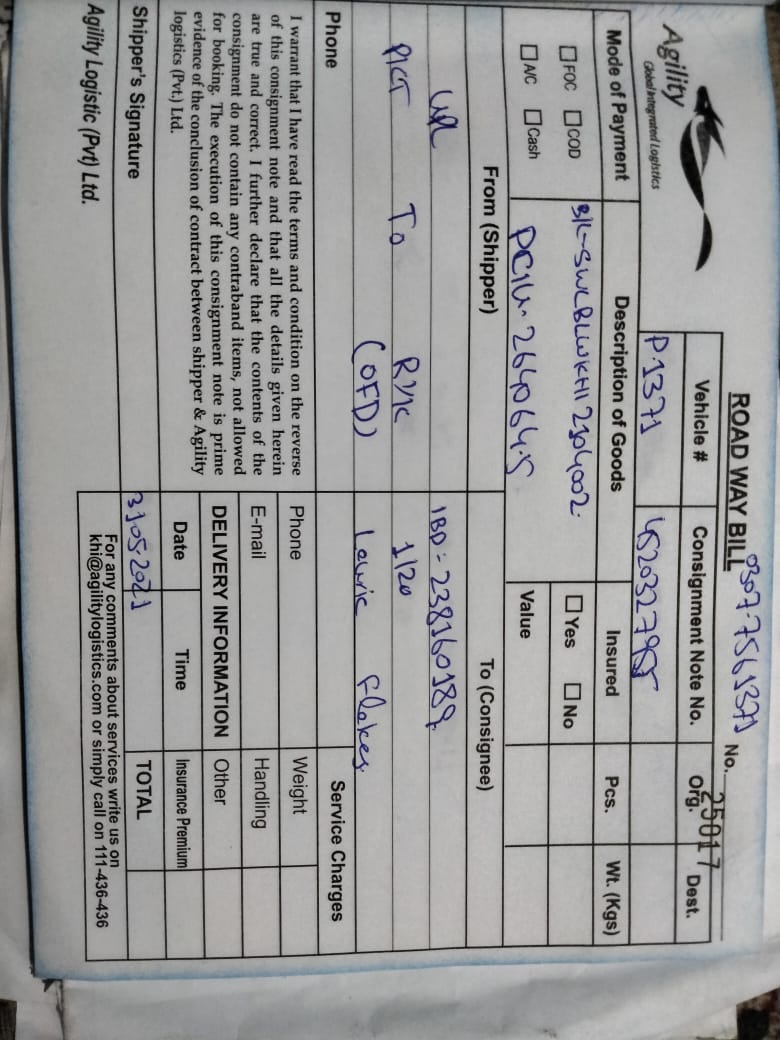 0307-7561371
ROAD WAY BILL No. 25017
Agility
Global Integrated Logistics
Vehicle # Consignment Note No. Org. Dest.
P.1371
Mode of Payment Description of Goods Insured Pcs. Wt. (Kgs)
FOC COD B/L-SWLBLWKHI2104002. Yes No
A/C Cash PCIU-264064.5 Value
From (Shipper) To (Consignee)
IBD = 238160189
PICT To 1/20
(OFD) Lauric Flakes
Phone Service Charges
I warrant that I have read the terms and condition on the reverse
of this consignment note and that all the details given herein
are true and correct. I further declare that the contents of the
consignment do not contain any contraband items, not allowed
for booking. The execution of this consignment note is prime
evidence of the conclusion of contract between shipper & Agility
logistics (Pvt.) Ltd.
Phone Weight
E-mail Handling
DELIVERY INFORMATION Other
Date Time Insurance Premium
Shipper's Signature 31-05-2021 TOTAL
Agility Logistic (Pvt) Ltd.
For any comments about services write us on
khi@agilitylogistics.com or simply call on 111-436-436